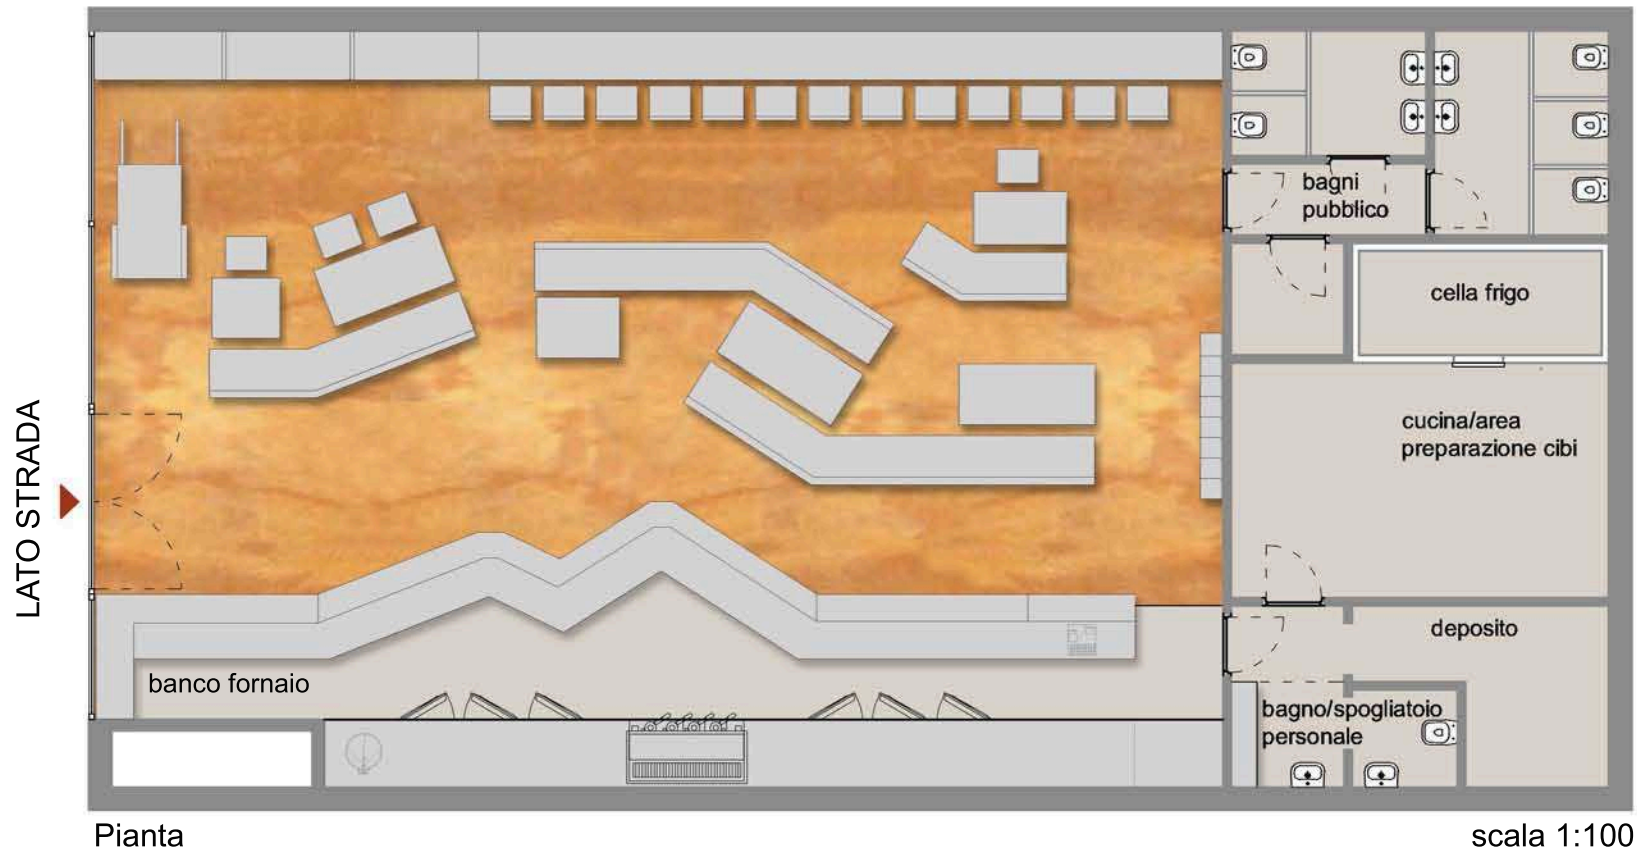 bagni
pubblico
cella frigo
cucina/area
preparazione cibi
LATO STRADA
deposito
banco fornaio
bagno/spogliatoio
personale
Pianta
scala 1:100